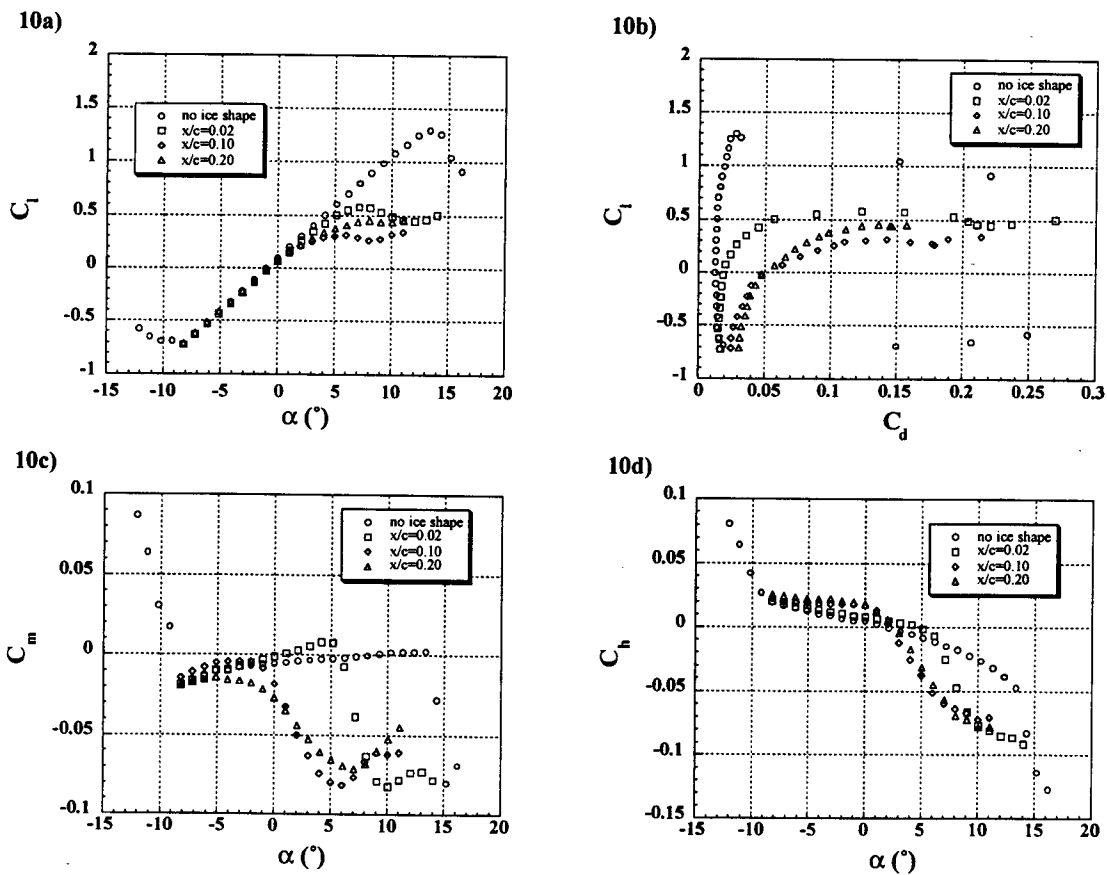 10a)
C_l
2
1.5
1
0.5
0
-0.5
-1
-15
-10
-5
0
5
10
15
20
α (°)
no ice shape
x/c=0.02
x/c=0.10
x/c=0.20
10b)
C_l
2
1.5
1
0.5
0
-0.5
-1
0
0.05
0.1
0.15
0.2
0.25
0.3
C_d
no ice shape
x/c=0.02
x/c=0.10
x/c=0.20
10c)
C_m
0.1
0.05
0
-0.05
-0.1
-15
-10
-5
0
5
10
15
20
α (°)
no ice shape
x/c=0.02
x/c=0.10
x/c=0.20
10d)
C_h
0.1
0.05
0
-0.05
-0.1
-0.15
-15
-10
-5
0
5
10
15
20
α (°)
no ice shape
x/c=0.02
x/c=0.10
x/c=0.20